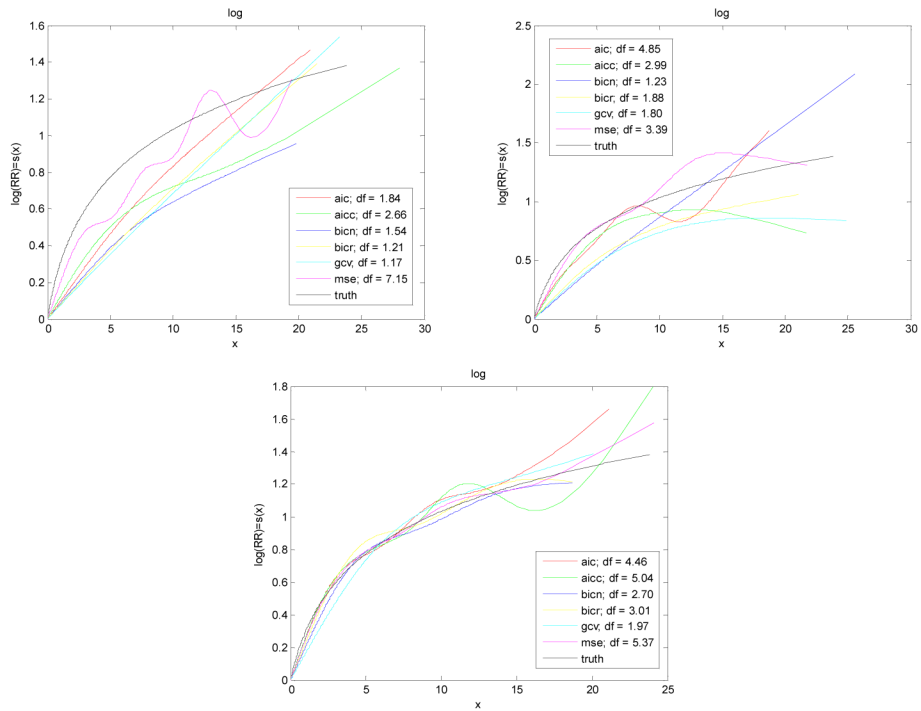 log
1.6
1.4
1.2
1
0.8
0.6
0.4
0.2
0
0 5 10 15 20 25 30
log(RR)=s(x)
x
aic; df = 1.84
aicc; df = 2.66
bicn; df = 1.54
bicr; df = 1.21
gcv; df = 1.17
mse; df = 7.15
truth
log
2.5
2
1.5
1
0.5
0
0 5 10 15 20 25 30
log(RR)=s(x)
x
aic; df = 4.85
aicc; df = 2.99
bicn; df = 1.23
bicr; df = 1.88
gcv; df = 1.80
mse; df = 3.39
truth
log
1.8
1.6
1.4
1.2
1
0.8
0.6
0.4
0.2
0
0 5 10 15 20 25
log(RR)=s(x)
x
aic; df = 4.46
aicc; df = 5.04
bicn; df = 2.70
bicr; df = 3.01
gcv; df = 1.97
mse; df = 5.37
truth